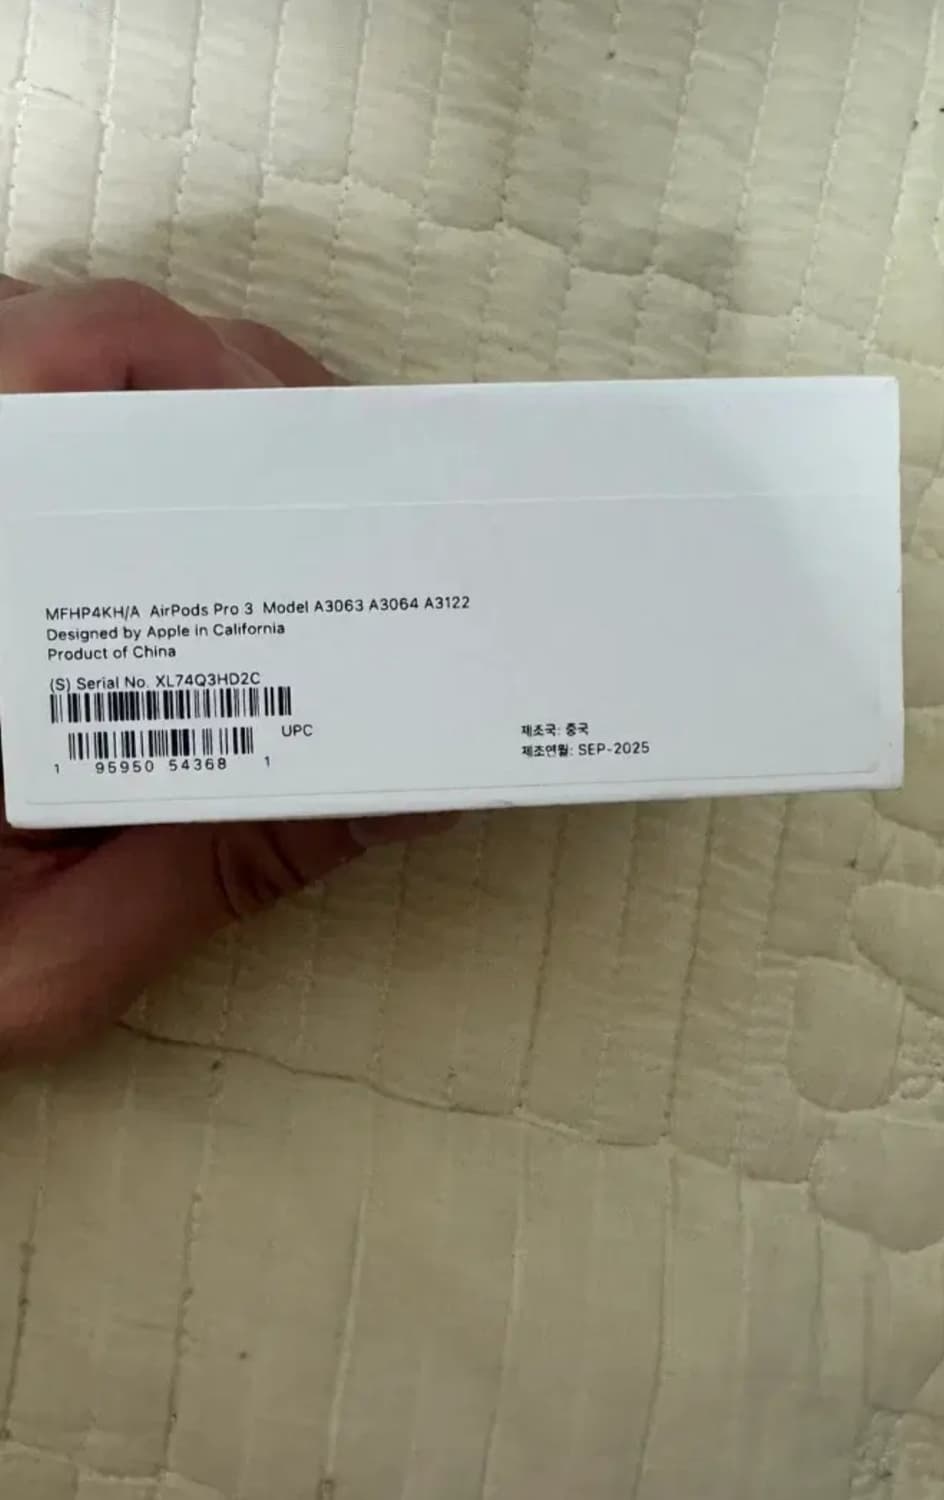 MFHP4KH/A AirPods Pro 3 Model A3063 A3064 A3122
Designed by Apple in California
Product of China
(S) Serial No. XL74Q3HD2C
UPC
1 95950 54368 1
제조국: 중국
제조연월: SEP-2025